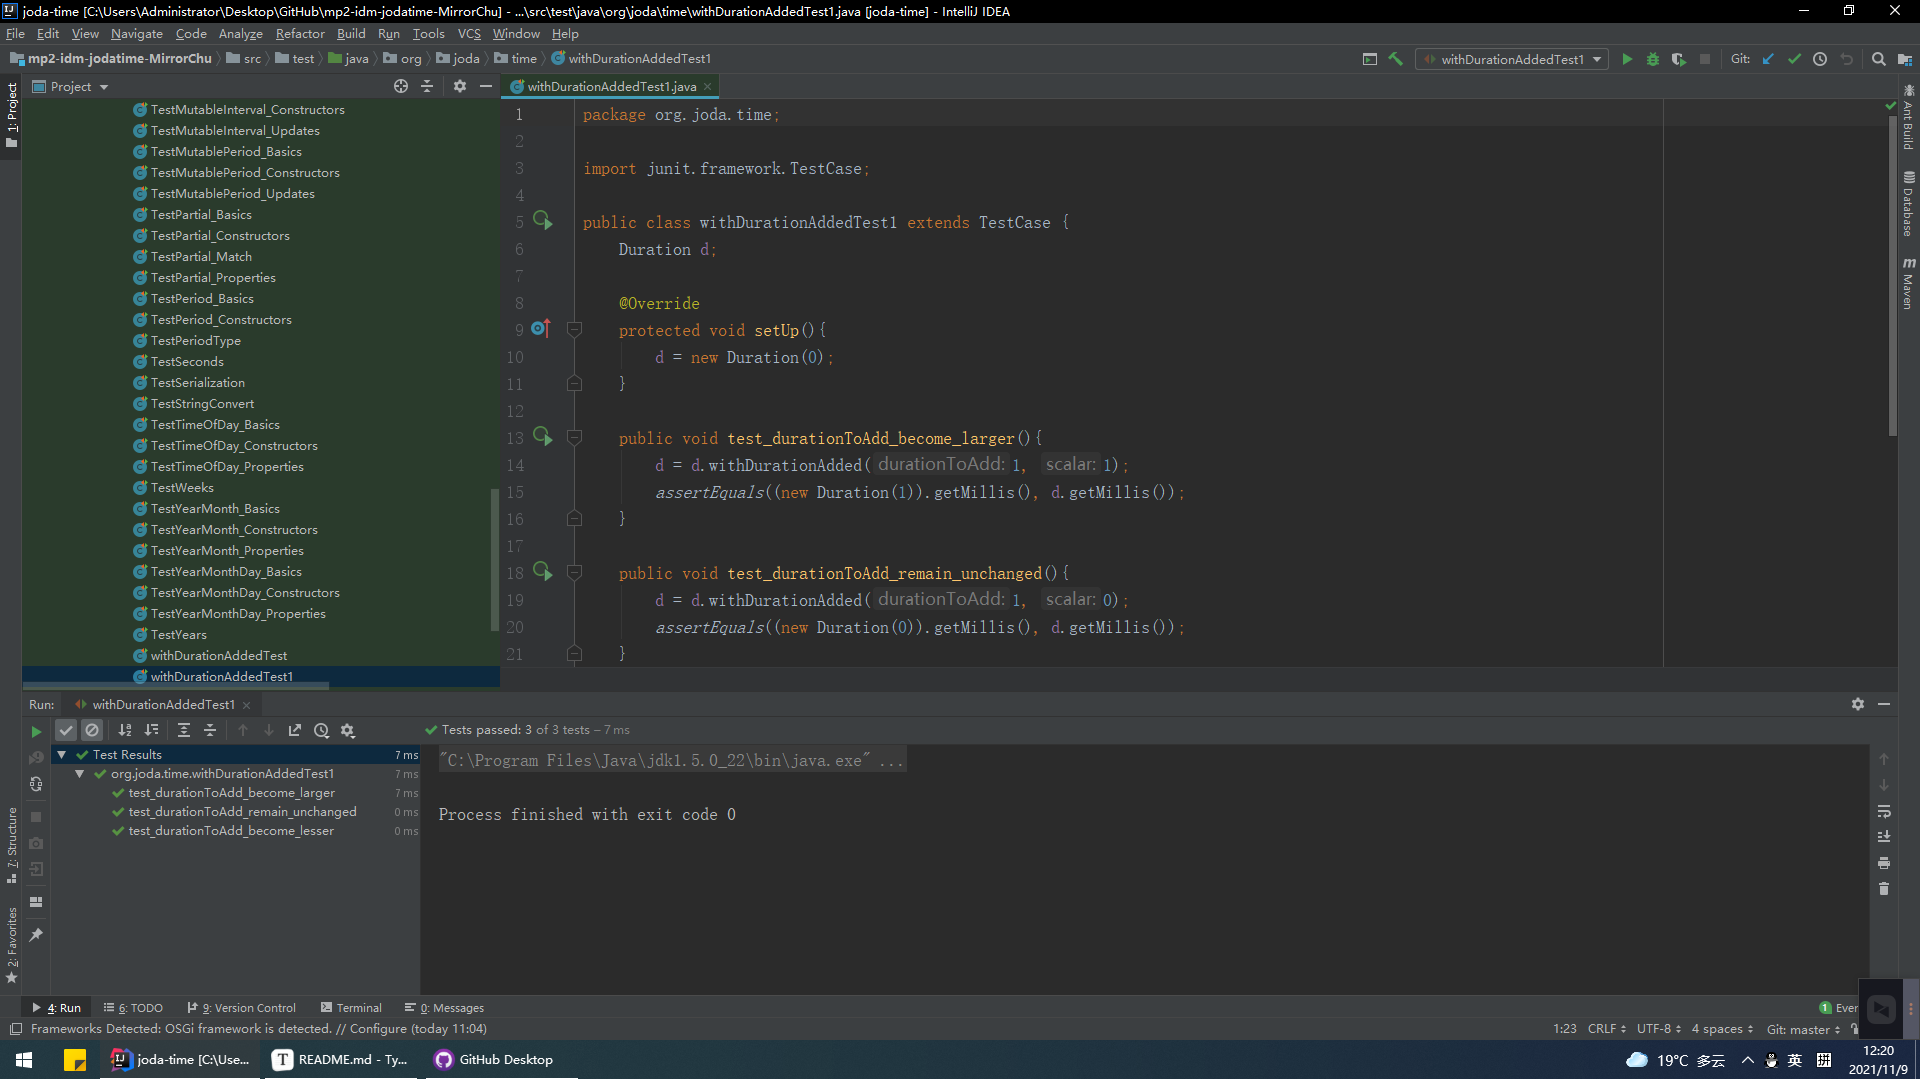 joda-time [C:\Users\Administrator\Desktop\GitHub\mp2-idm-jodatime-MirrorChu] - ...\src\test\java\org\joda\time\withDurationAddedTest1.java [joda-time] - IntelliJ IDEA
File Edit View Navigate Code Analyze Refactor Build Run Tools VCS Window Help
mp2-idm-jodatime-MirrorChu src test java org joda time withDurationAddedTest1
withDurationAddedTest1 Git:
Project
withDurationAddedTest1.java
1: Project
7: Structure
2: Favorites
Ant Build
Database
Maven
TestMutableInterval_Constructors
TestMutableInterval_Updates
TestMutablePeriod_Basics
TestMutablePeriod_Constructors
TestMutablePeriod_Updates
TestPartial_Basics
TestPartial_Constructors
TestPartial_Match
TestPartial_Properties
TestPeriod_Basics
TestPeriod_Constructors
TestPeriodType
TestSeconds
TestSerialization
TestStringConvert
TestTimeOfDay_Basics
TestTimeOfDay_Constructors
TestTimeOfDay_Properties
TestWeeks
TestYearMonth_Basics
TestYearMonth_Constructors
TestYearMonth_Properties
TestYearMonthDay_Basics
TestYearMonthDay_Constructors
TestYearMonthDay_Properties
TestYears
withDurationAddedTest
withDurationAddedTest1
1 package org.joda.time;
2
3 import junit.framework.TestCase;
4
5 public class withDurationAddedTest1 extends TestCase {
6 Duration d;
7
8 @Override
9 protected void setUp(){
10 d = new Duration(0);
11 }
12
13 public void test_durationToAdd_become_larger(){
14 d = d.withDurationAdded( durationToAdd: 1, scalar: 1);
15 assertEquals((new Duration(1)).getMillis(), d.getMillis());
16 }
17
18 public void test_durationToAdd_remain_unchanged(){
19 d = d.withDurationAdded( durationToAdd: 1, scalar: 0);
20 assertEquals((new Duration(0)).getMillis(), d.getMillis());
21 }
Run: withDurationAddedTest1
Tests passed: 3 of 3 tests – 7 ms
Test Results 7 ms
org.joda.time.withDurationAddedTest1 7 ms
test_durationToAdd_become_larger 7 ms
test_durationToAdd_remain_unchanged 0 ms
test_durationToAdd_become_lesser 0 ms
"C:\Program Files\Java\jdk1.5.0_22\bin\java.exe" ...
Process finished with exit code 0
4: Run 6: TODO 9: Version Control Terminal 0: Messages
1 Ever
Frameworks Detected: OSGi framework is detected. // Configure (today 11:04)
1:23 CRLF UTF-8 4 spaces Git: master
joda-time [C:\Use... README.md - Ty... GitHub Desktop
19°C 多云 英 拼
12:20
2021/11/9